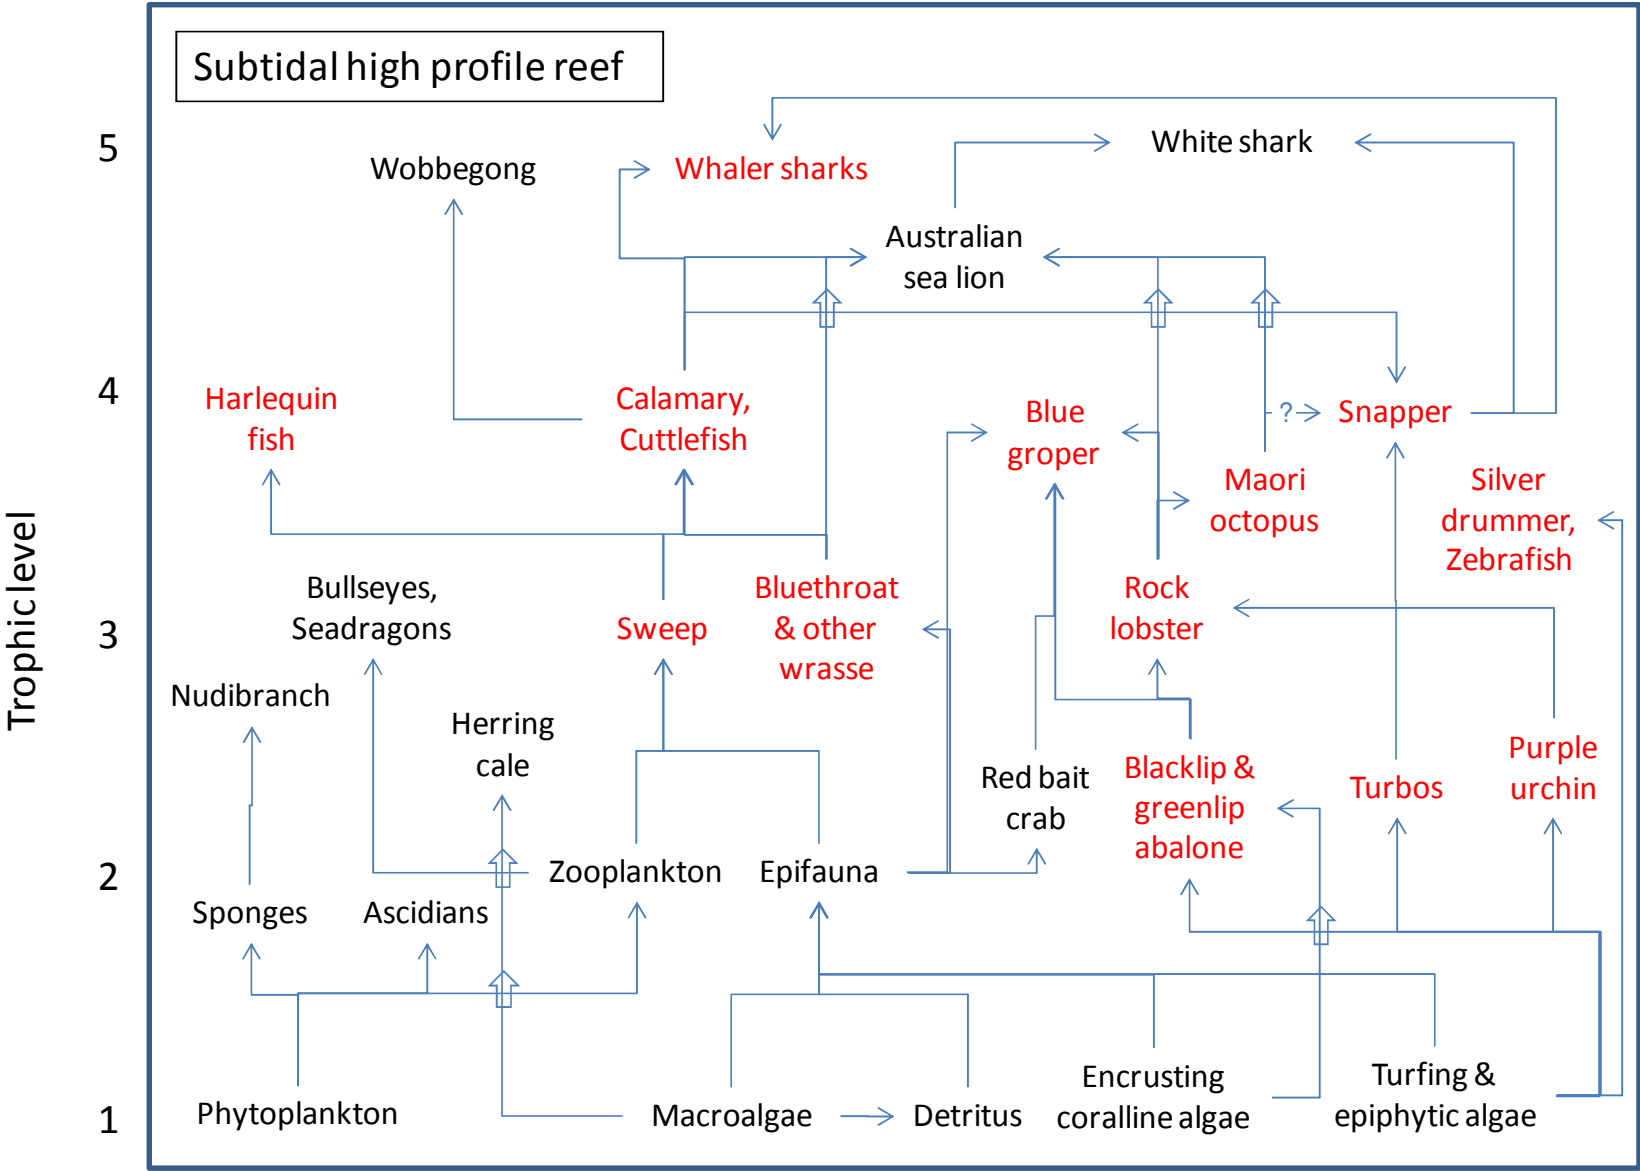 Subtidal high profile reef
Trophic level
5
4
3
2
1
Wobbegong
Whaler sharks
White shark
Australian
sea lion
Harlequin
fish
Calamary,
Cuttlefish
Blue
groper
?
Snapper
Maori
octopus
Silver
drummer,
Zebrafish
Bullseyes,
Seadragons
Sweep
Bluethroat
& other
wrasse
Rock
lobster
Nudibranch
Herring
cale
Red bait
crab
Blacklip &
greenlip
abalone
Turbos
Purple
urchin
Zooplankton
Epifauna
Sponges
Ascidians
Phytoplankton
Macroalgae
Detritus
Encrusting
coralline algae
Turfing &
epiphytic algae